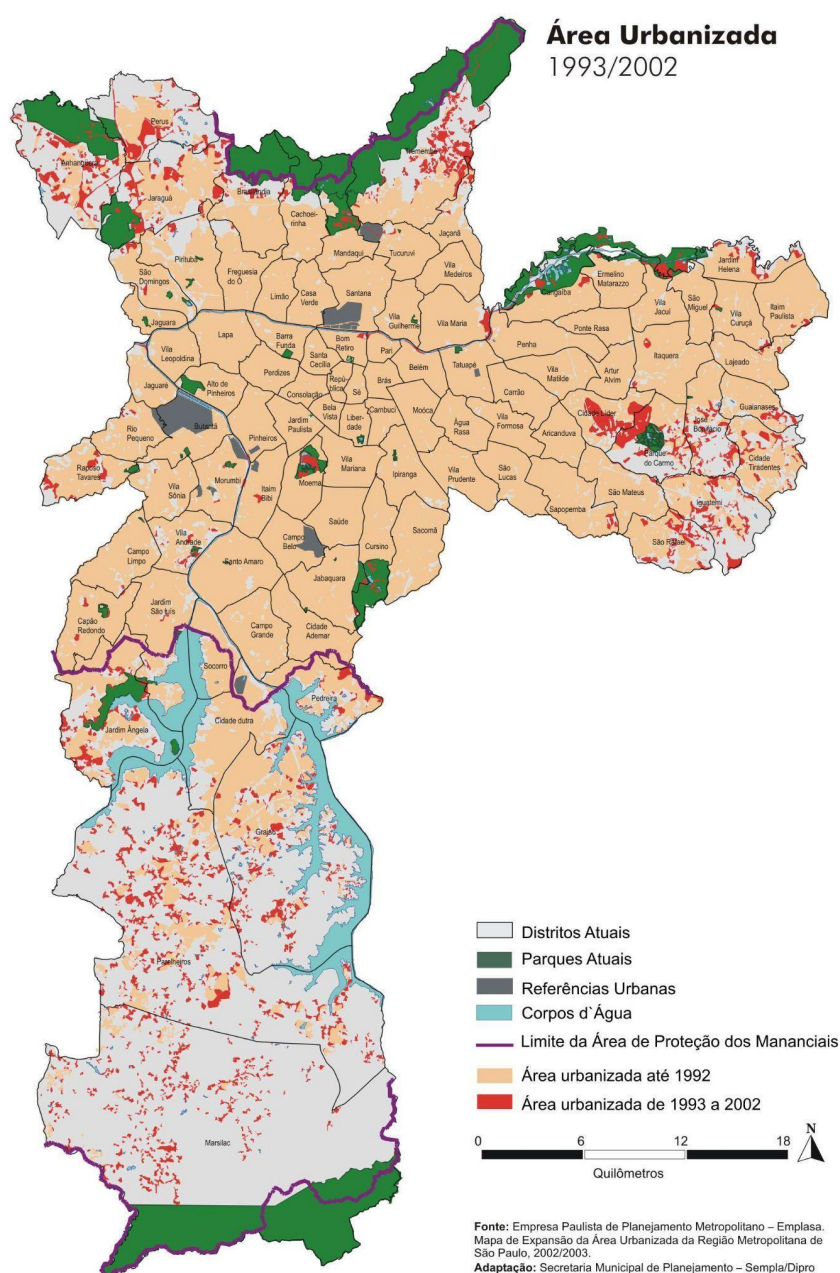 Área Urbanizada
1993/2002
Perus
Anhanguera
Tremembé
Jaraguá
Brasilândia
Cachoei-
rinha
Jaçanã
Mandaqui
Tucuruvi
Pirituba
São
Domingos
Freguesia
do Ó
Limão
Casa
Verde
Santana
Vila
Medeiros
Cangaíba
Ermelino
Matarazzo
Jardim
Helena
Vila
Jacuí
São
Miguel
Vila
Curuçá
Itaim
Paulista
Jaguara
Vila
Guilherme
Vila Maria
Vila
Leopoldina
Lapa
Barra
Funda
Bom
Retiro
Pari
Santa
Cecília
Perdizes
Belém
Tatuapé
Penha
Ponte Rasa
Itaquera
Lajeado
Vila
Matilde
Artur
Alvim
Jaguaré
Alto de
Pinheiros
Consolação
Repú-
blica
Sé
Brás
Carrão
Guaianases
Rio
Pequeno
Butantã
Pinheiros
Jardim
Paulista
Bela
Vista
Liber-
dade
Cambuci
Moóca
Água
Rasa
Vila
Formosa
Aricanduva
Cidade Líder
Parque
do Carmo
José
Bonifácio
Cidade
Tiradentes
Raposo
Tavares
Vila
Sônia
Morumbi
Itaim
Bibi
Moema
Vila
Mariana
Ipiranga
Vila
Prudente
São
Lucas
Sapopemba
São Mateus
Iguatemi
São Rafael
Vila
Andrade
Campo
Limpo
Santo Amaro
Campo
Belo
Saúde
Cursino
Sacomã
Jabaquara
Capão
Redondo
Jardim
São luís
Campo
Grande
Cidade
Ademar
Socorro
Pedreira
Cidade dutra
Jardim Ângela
Grajaú
Parelheiros
Marsilac
Distritos Atuais
Parques Atuais
Referências Urbanas
Corpos d`Água
Limite da Área de Proteção dos Mananciais
Área urbanizada até 1992
Área urbanizada de 1993 a 2002
0 6 12 18
N
Quilômetros
Fonte: Empresa Paulista de Planejamento Metropolitano – Emplasa.
Mapa de Expansão da Área Urbanizada da Região Metropolitana de
São Paulo, 2002/2003.
Adaptação: Secretaria Municipal de Planejamento – Sempla/Dipro